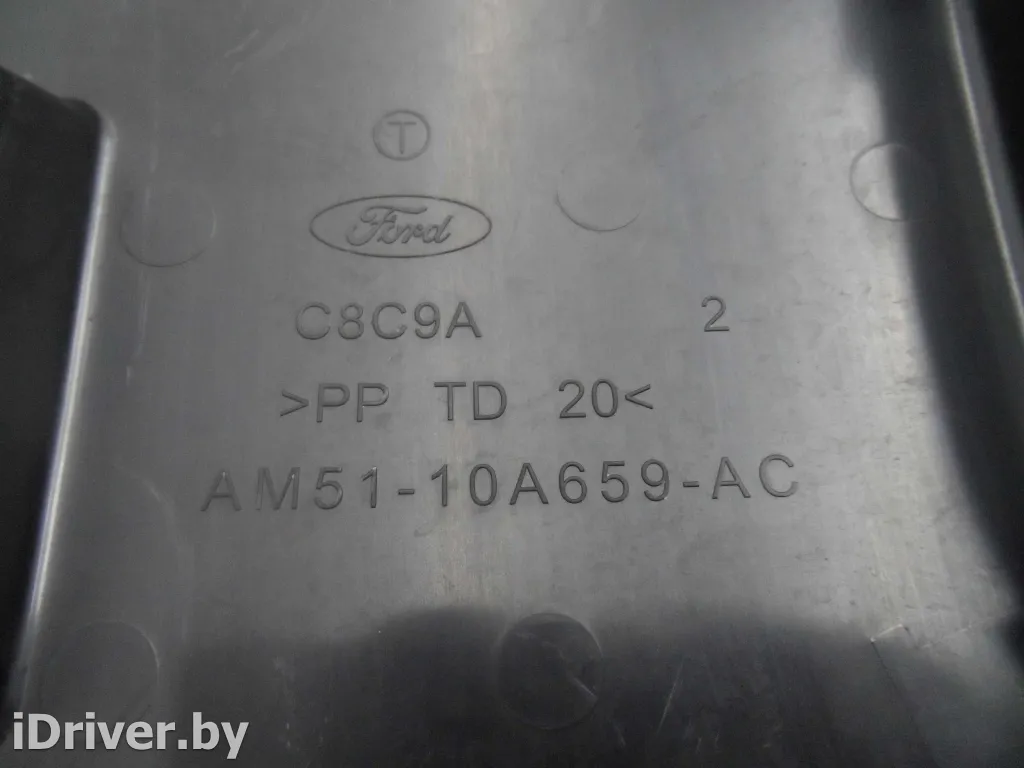 T
Ford
C8C9A 2
>PP TD 20<
AM51-10A659-AC
iDriver.by